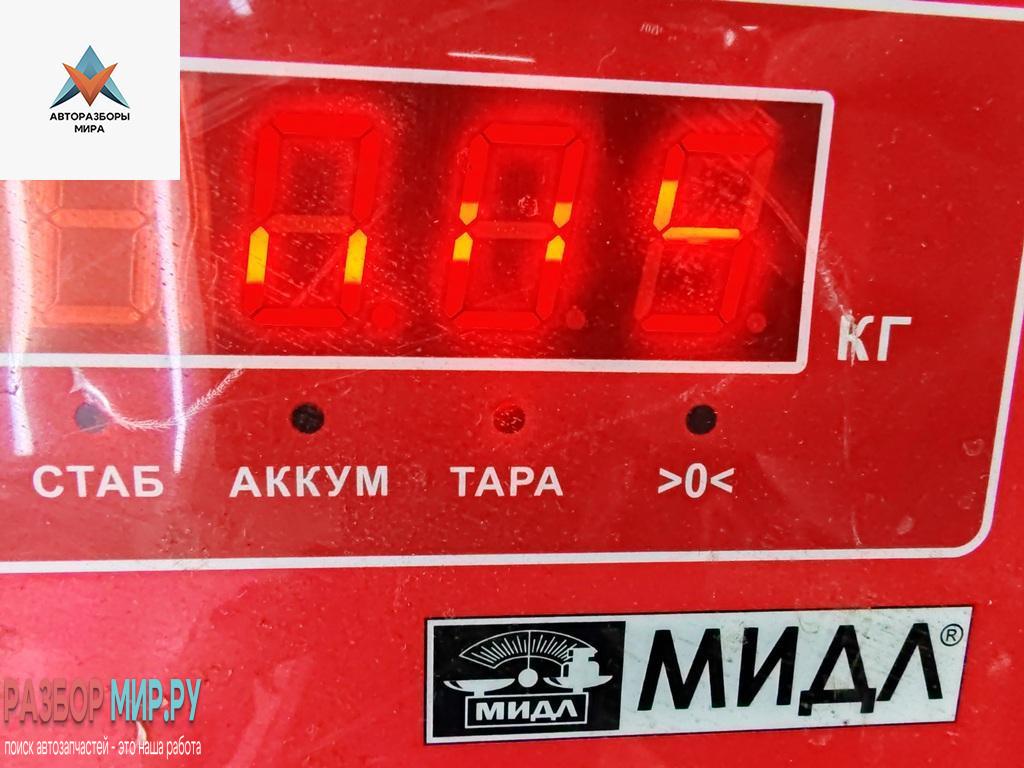 АВТОРАЗБОРЫ
МИРА
КГ
СТАБ АККУМ ТАРА >0<
МИДЛ МИДЛ®
РАЗБОР МИР.РУ
поиск автозапчастей - это наша работа